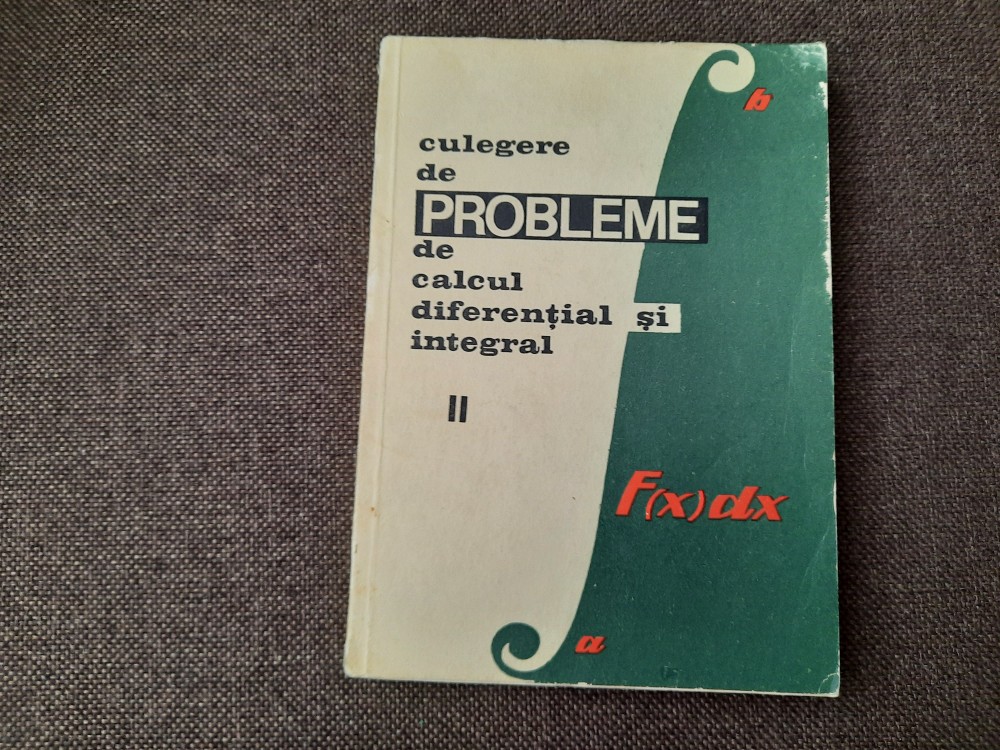 b
culegere
de
PROBLEME
de
calcul
diferențial și
integral
II
F(x)dx
a